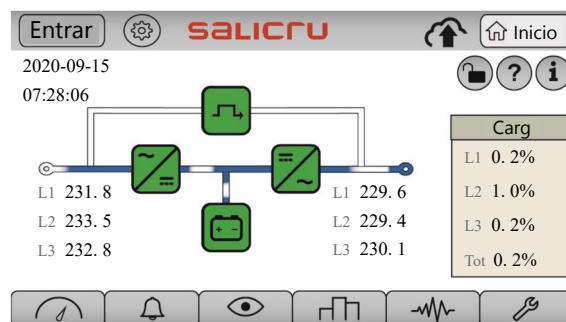 Entrar
SALICRU
Inicio
2020-09-15
07:28:06
?
i
L1 231.8
L2 233.5
L3 232.8
L1 229.6
L2 229.4
L3 230.1
Carg
L1 0.2%
L2 1.0%
L3 0.2%
Tot 0.2%